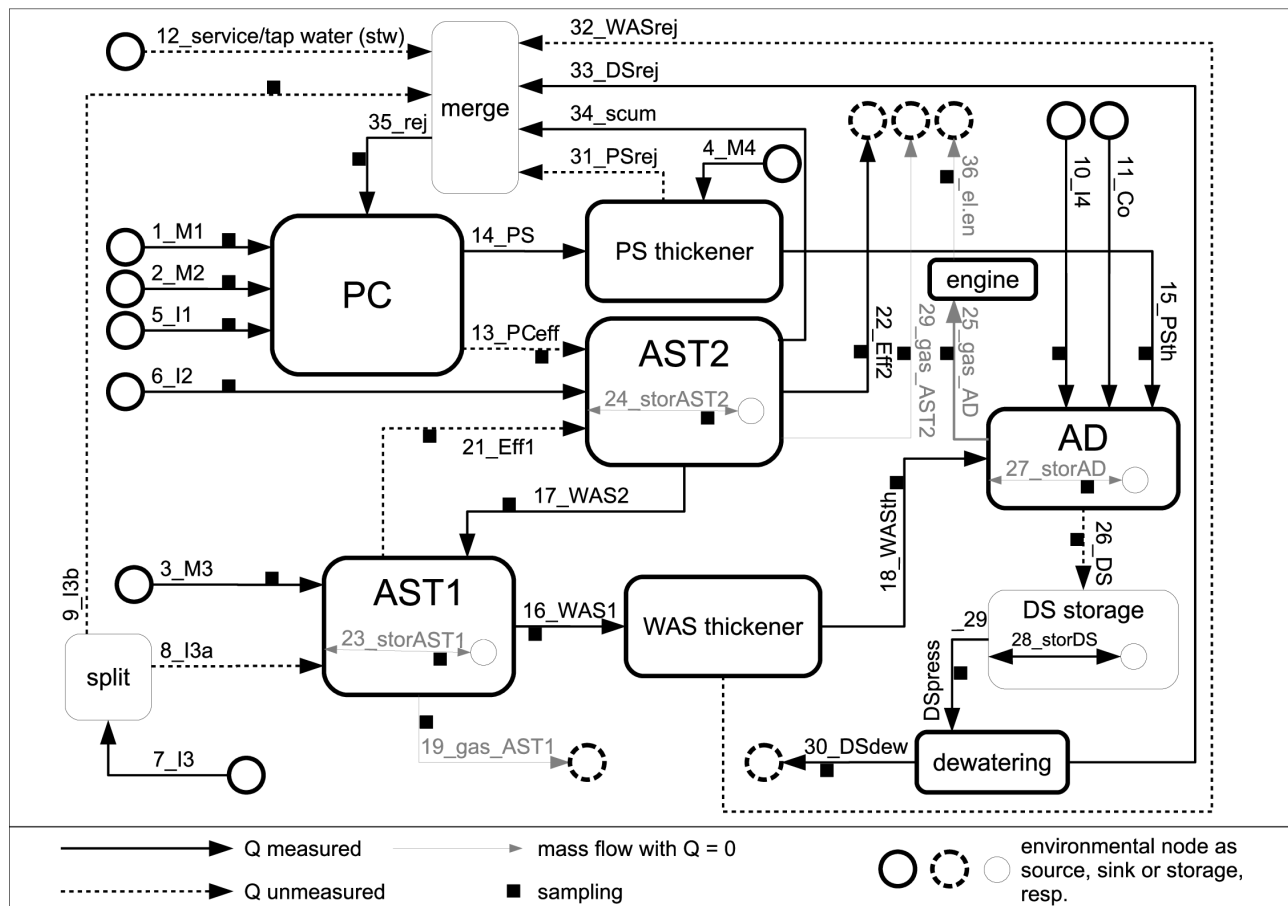 12_service/tap water (stw)
32_WASrej
33_DSrej
merge
34_scum
35_rej
31_PSrej
4_M4
36_el.en
10_I4
11_Co
1_M1
14_PS
PS thickener
PC
2_M2
engine
5_I1
13_PCeff
AST2
22_Eff2
29_gas_AST2
25_gas_AD
15_PSth
6_I2
24_storAST2
21_Eff1
AD
27_storAD
17_WAS2
18_WASth
26_DS
3_M3
AST1
9_I3b
16_WAS1
WAS thickener
DS storage
_29
DSpress
28_storDS
8_I3a
23_storAST1
split
19_gas_AST1
7_I3
30_DSdew
dewatering
Q measured
mass flow with Q = 0
environmental node as
source, sink or storage,
resp.
Q unmeasured
sampling